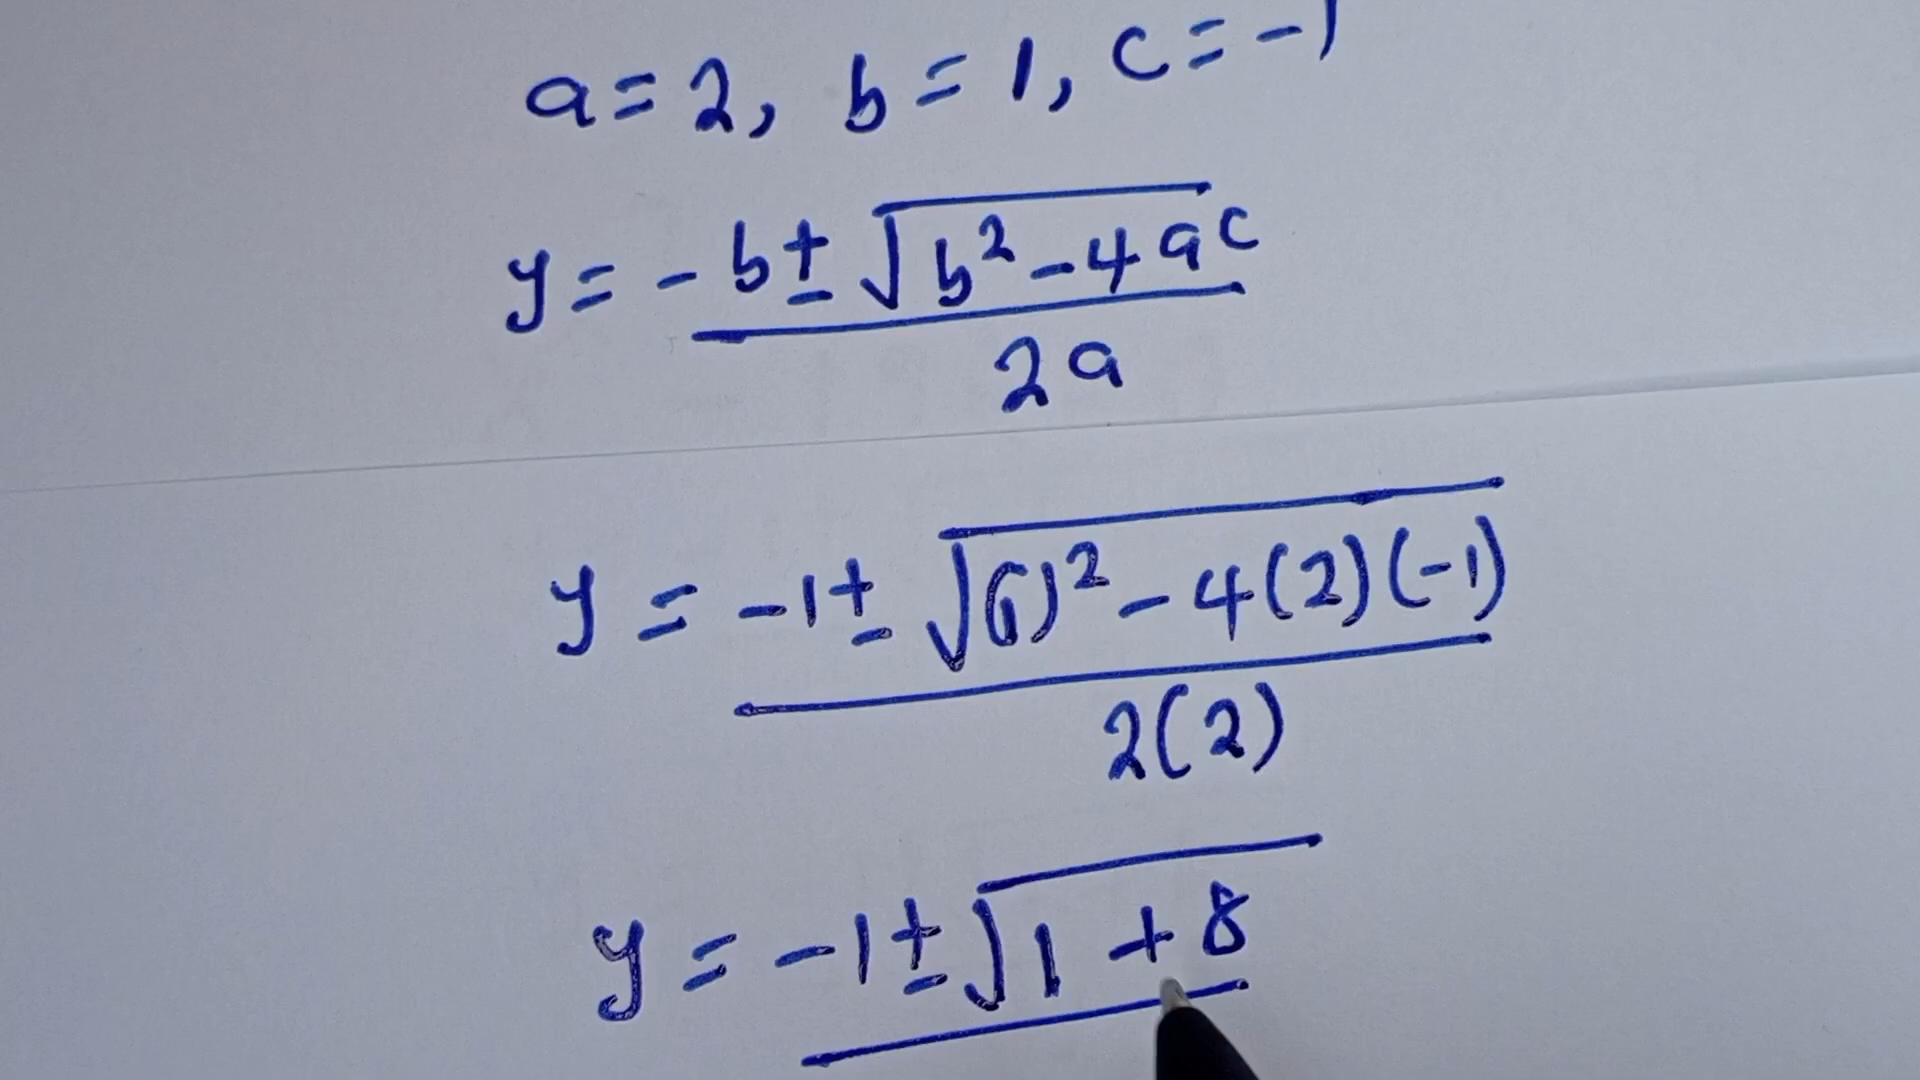 a = 2, b = 1, c = -1
y = -b ± √b² - 4ac
2a
y = -1 ± √(1)² - 4(2)(-1)
2(2)
y = -1 ± √1 + 8